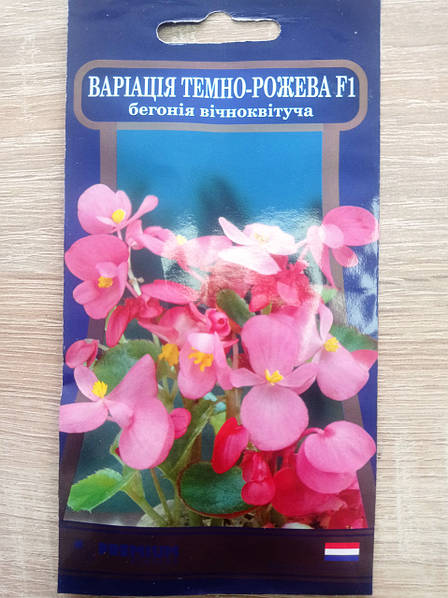 ВАРІАЦІЯ ТЕМНО-РОЖЕВА F1
бегонія вічноквітуча